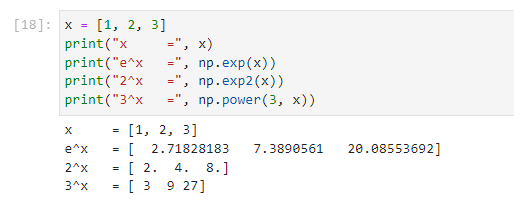 [18]: x = [1, 2, 3]
print("x     =", x)
print("e^x   =", np.exp(x))
print("2^x   =", np.exp2(x))
print("3^x   =", np.power(3, x))
x     = [1, 2, 3]
e^x   = [  2.71828183   7.3890561   20.08553692]
2^x   = [ 2.  4.  8.]
3^x   = [ 3  9 27]